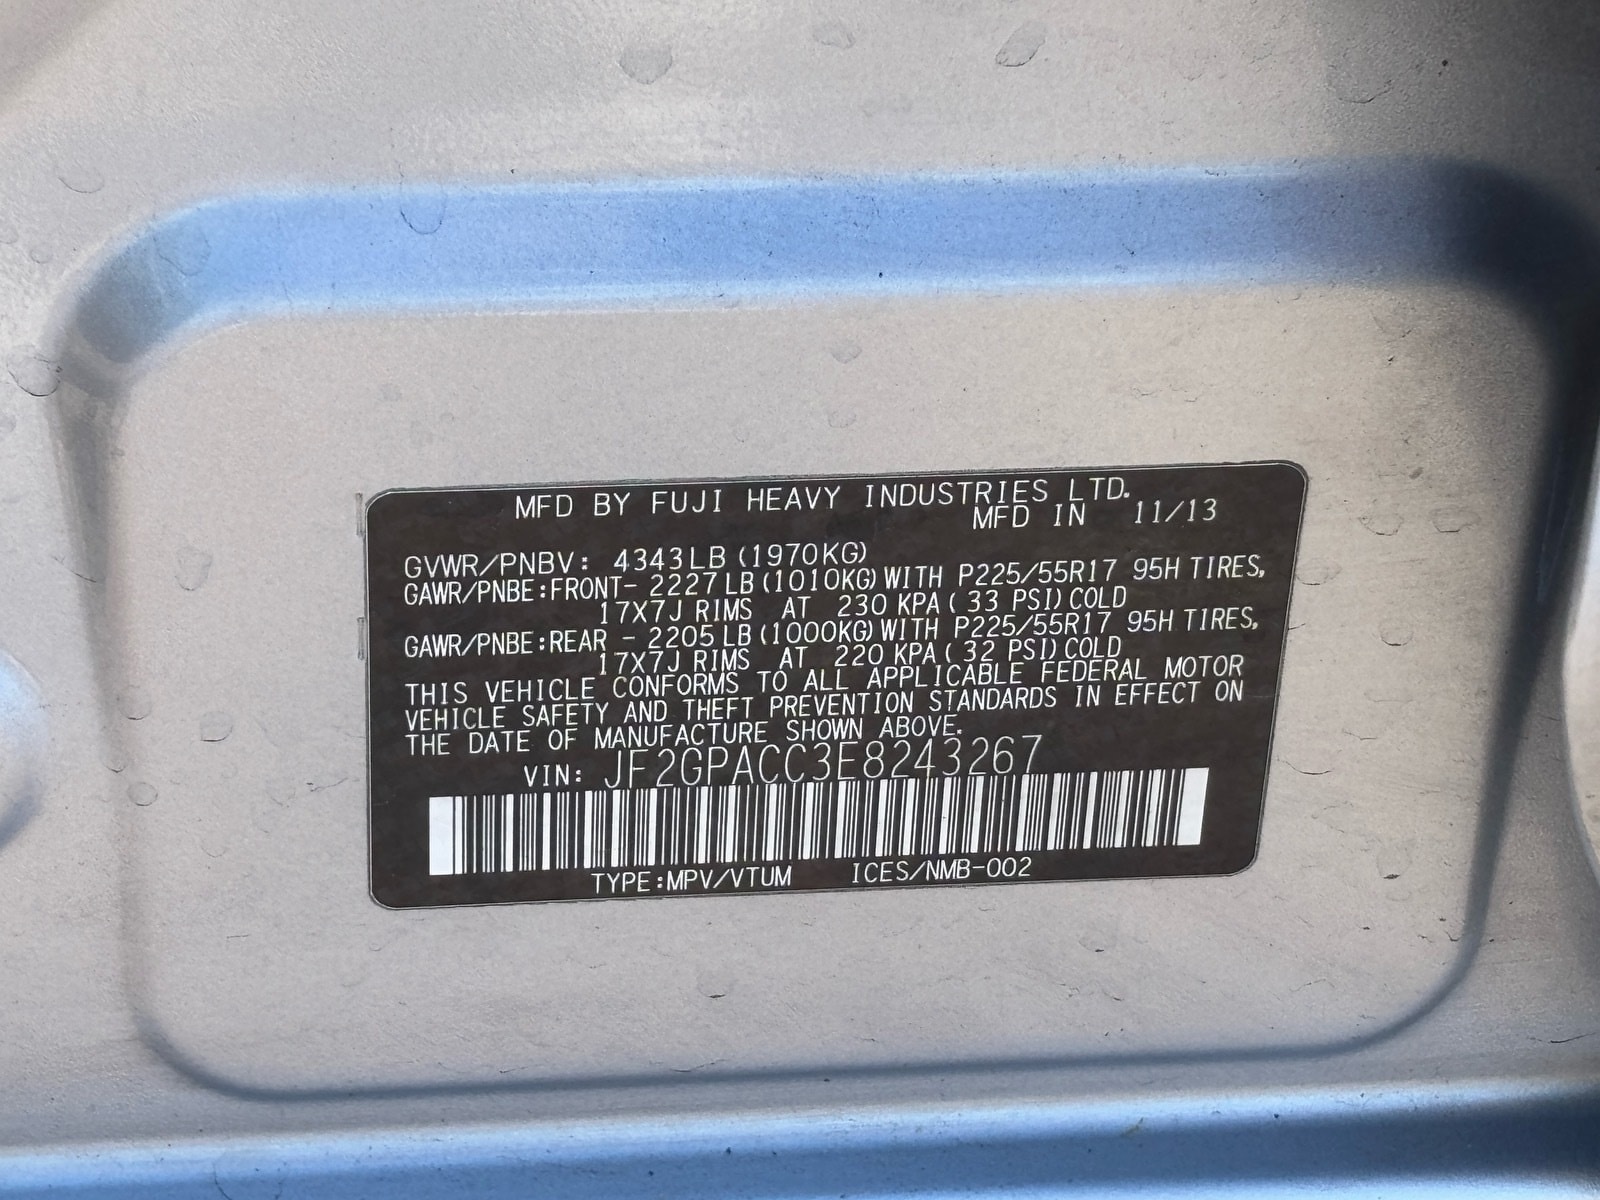 MFD BY FUJI HEAVY INDUSTRIES LTD.
MFD IN 11/13
GVWR/PNBV: 4343LB (1970KG)
GAWR/PNBE:FRONT- 2227LB (1010KG) WITH P225/55R17 95H TIRES,
17X7J RIMS AT 230 KPA ( 33 PSI) COLD
GAWR/PNBE:REAR - 2205LB (1000KG) WITH P225/55R17 95H TIRES,
17X7J RIMS AT 220 KPA ( 32 PSI) COLD
THIS VEHICLE CONFORMS TO ALL APPLICABLE FEDERAL MOTOR
VEHICLE SAFETY AND THEFT PREVENTION STANDARDS IN EFFECT ON
THE DATE OF MANUFACTURE SHOWN ABOVE.
VIN: JF2GPACC3E8243267
TYPE:MPV/VTUM ICES/NMB-002